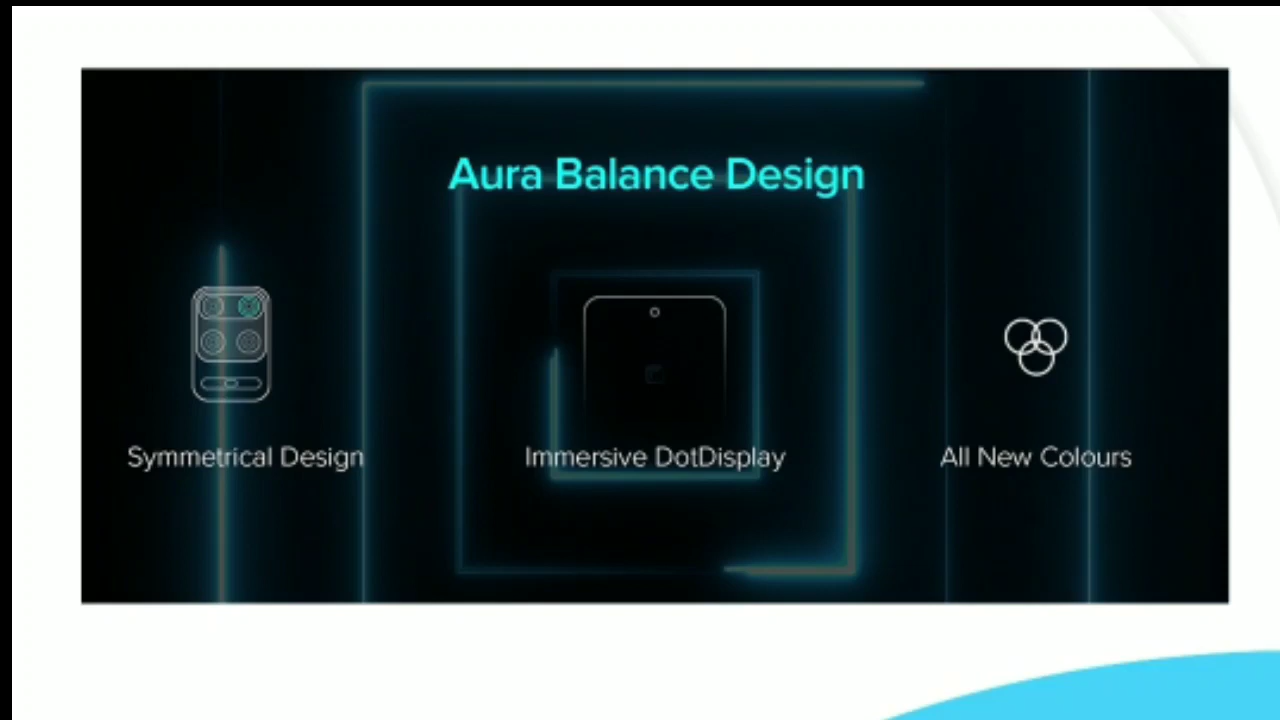 Aura Balance Design
Symmetrical Design
Immersive DotDisplay
All New Colours